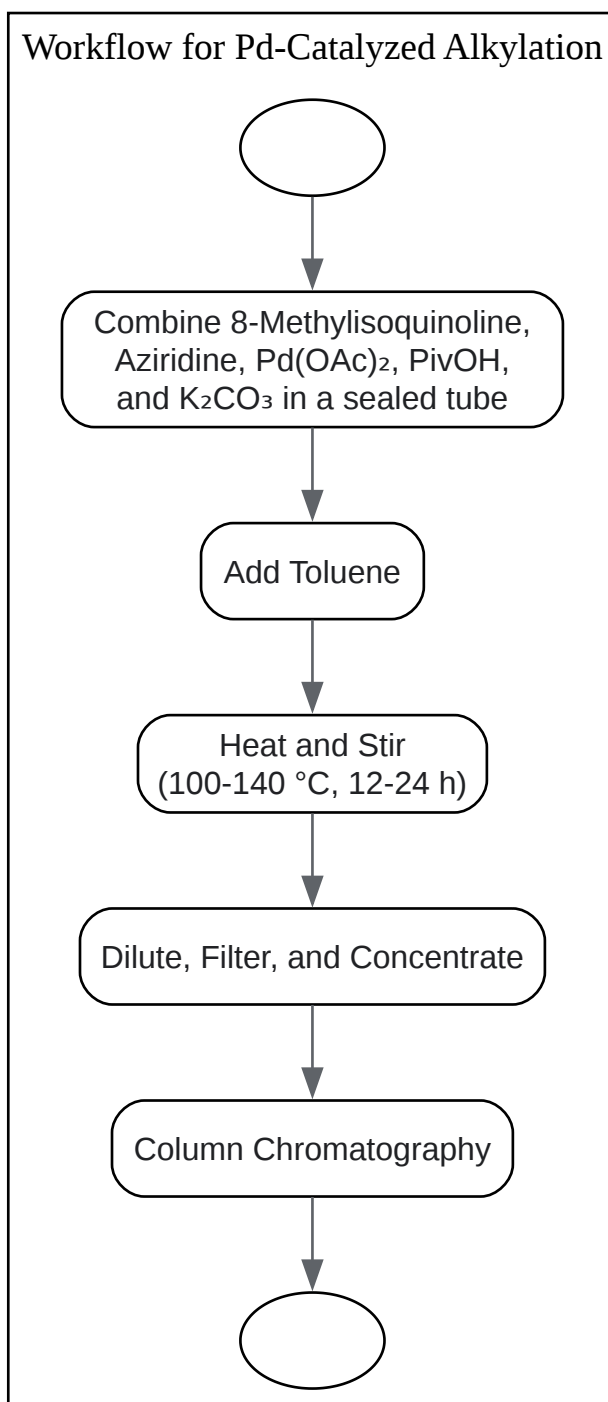 Workflow for Pd-Catalyzed Alkylation
Combine 8-Methylisoquinoline,
Aziridine, Pd(OAc)₂, PivOH,
and K₂CO₃ in a sealed tube
Add Toluene
Heat and Stir
(100-140 °C, 12-24 h)
Dilute, Filter, and Concentrate
Column Chromatography